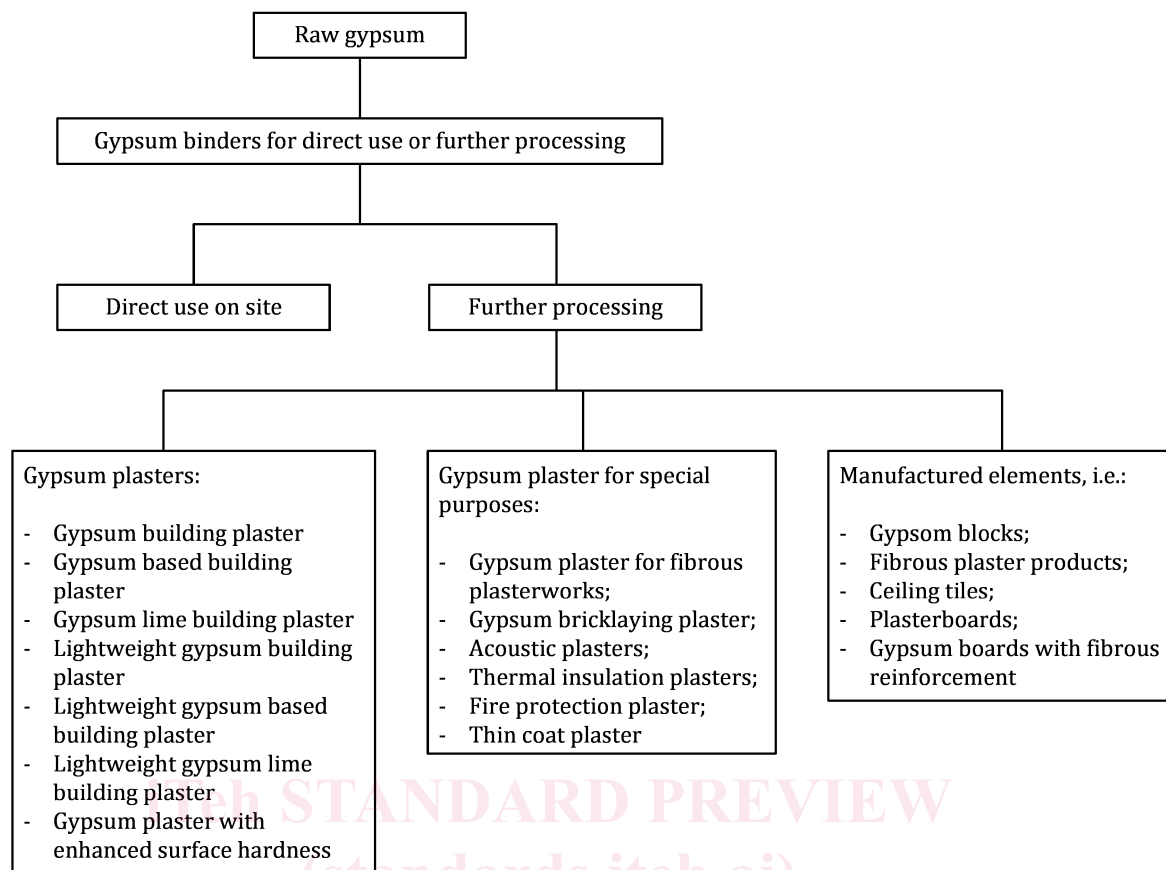 Raw gypsum
Gypsum binders for direct use or further processing
Direct use on site
Further processing
Gypsum plasters:
- Gypsum building plaster
- Gypsum based building
plaster
- Gypsum lime building plaster
- Lightweight gypsum building
plaster
- Lightweight gypsum based
building plaster
- Lightweight gypsum lime
building plaster
- Gypsum plaster with
enhanced surface hardness
Gypsum plaster for special
purposes:
- Gypsum plaster for fibrous
plasterworks;
- Gypsum bricklaying plaster;
- Acoustic plasters;
- Thermal insulation plasters;
- Fire protection plaster;
- Thin coat plaster
Manufactured elements, i.e.:
- Gypsom blocks;
- Fibrous plaster products;
- Ceiling tiles;
- Plasterboards;
- Gypsum boards with fibrous
reinforcement
iTeh STANDARD PREVIEW
(standards.iteh.ai)